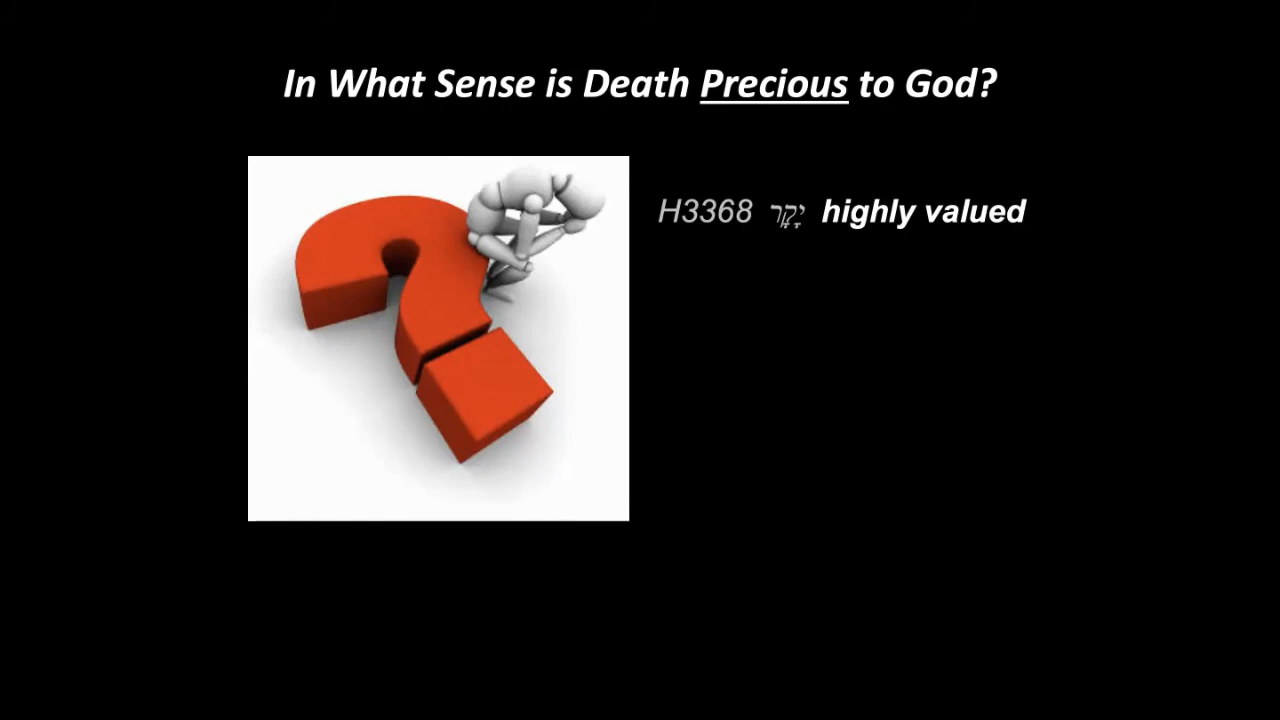 In What Sense is Death Precious to God?
H3368 יָקָר highly valued